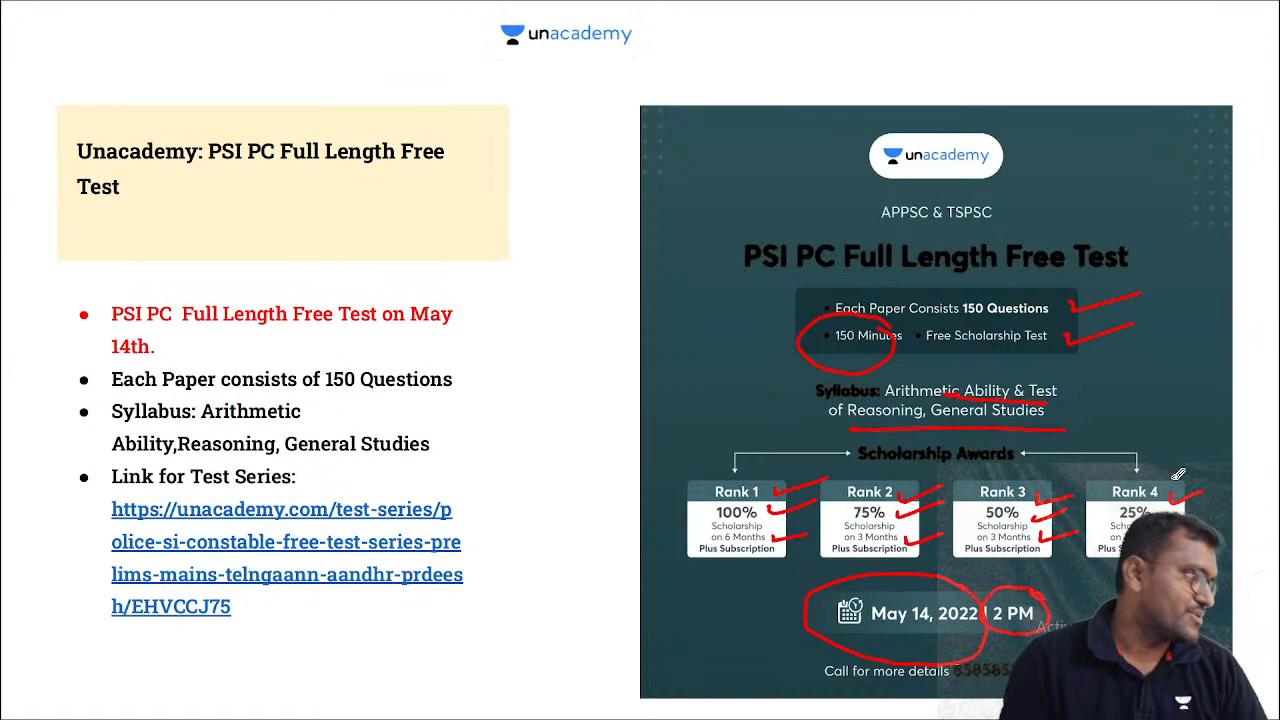 unacademy
Unacademy: PSI PC Full Length Free
Test
● PSI PC Full Length Free Test on May
14th.
● Each Paper consists of 150 Questions
● Syllabus: Arithmetic
Ability,Reasoning, General Studies
● Link for Test Series:
https://unacademy.com/test-series/p
olice-si-constable-free-test-series-pre
lims-mains-telngaann-aandhr-prdees
h/EHVCCJ75
unacademy
APPSC & TSPSC
PSI PC Full Length Free Test
• Each Paper Consists 150 Questions
• 150 Minutes • Free Scholarship Test
Syllabus: Arithmetic Ability & Test
of Reasoning, General Studies
Scholarship Awards
Rank 1
100%
Scholarship
on 6 Months
Plus Subscription
Rank 2
75%
Scholarship
on 3 Months
Plus Subscription
Rank 3
50%
Scholarship
on 3 Months
Plus Subscription
Rank 4
25%
May 14, 2022 | 2 PM
Call for more details